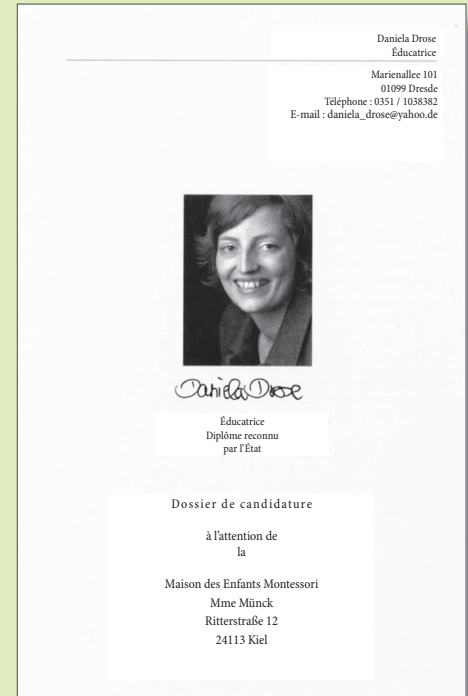 Daniela Drose
Éducatrice
Marienallee 101
01099 Dresde
Téléphone : 0351 / 1038382
E-mail : daniela_drose@yahoo.de
Daniela Drose
Éducatrice
Diplôme reconnu
par l'État
Dossier de candidature
à l'attention de
la
Maison des Enfants Montessori
Mme Münck
Ritterstraße 12
24113 Kiel